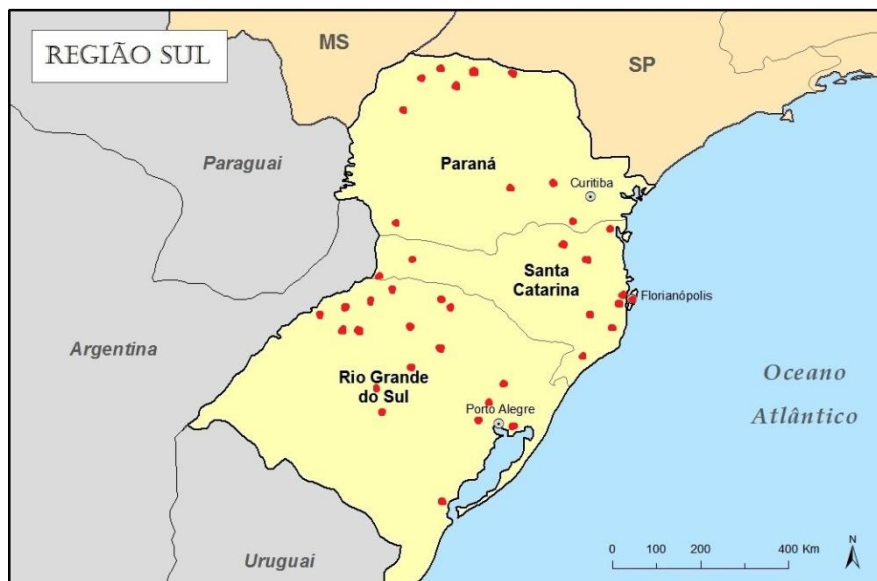 REGIÃO SUL
MS
SP
Paraguai
Paraná
Curitiba
Santa
Catarina
Florianópolis
Argentina
Rio Grande
do Sul
Porto Alegre
Oceano
Atlântico
Uruguai
N
0 100 200 400 Km